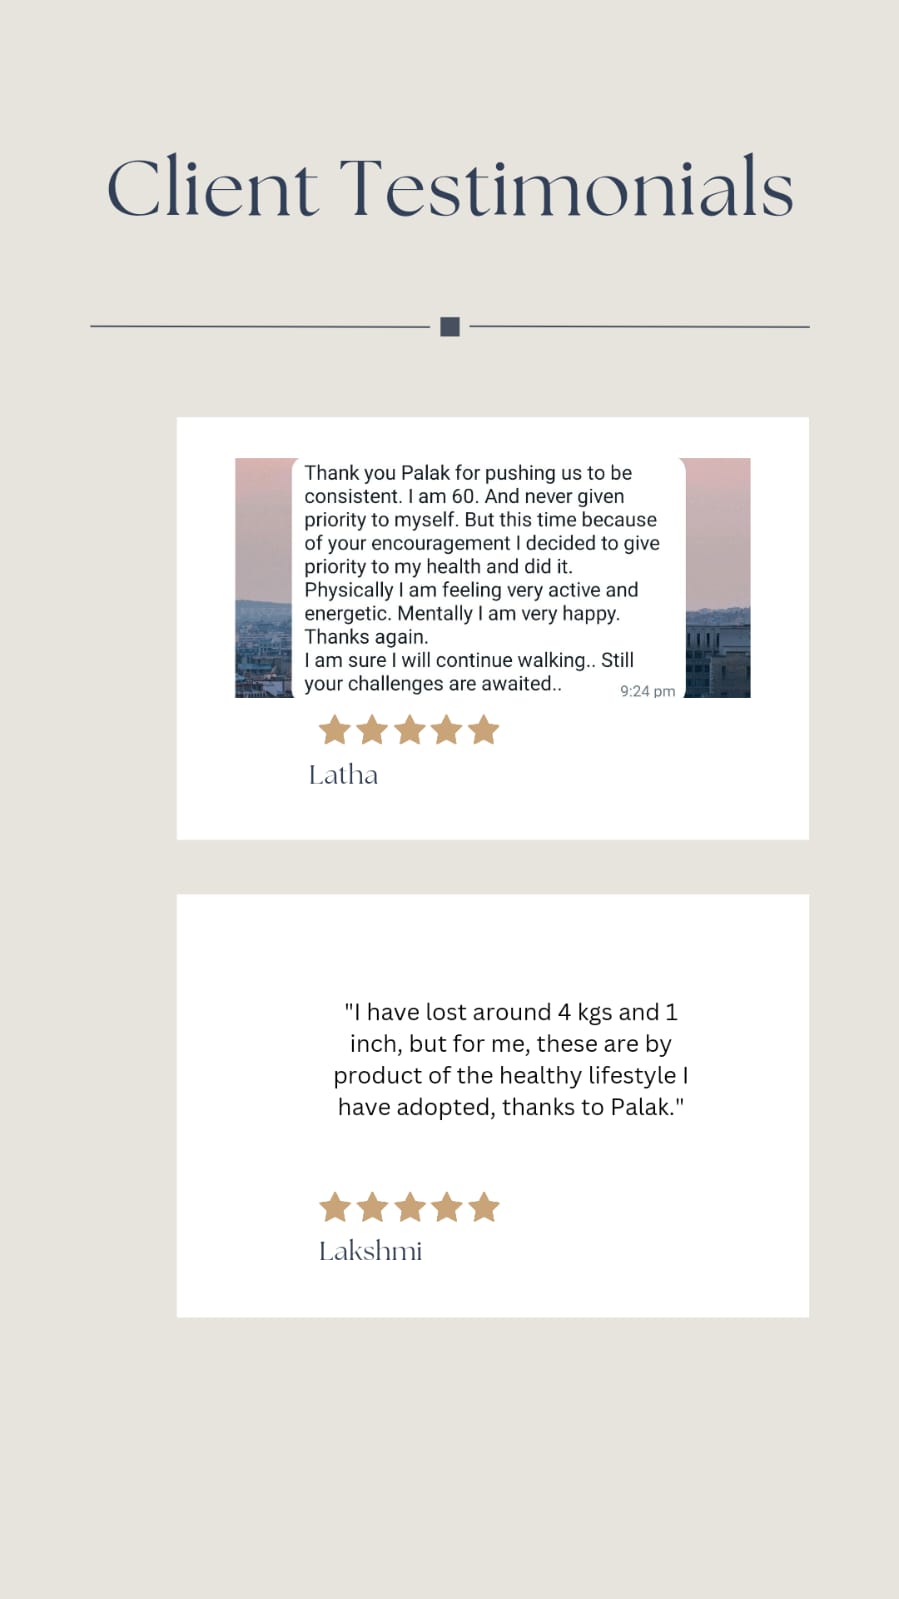 Client Testimonials
Thank you Palak for pushing us to be
consistent. I am 60. And never given
priority to myself. But this time because
of your encouragement I decided to give
priority to my health and did it.
Physically I am feeling very active and
energetic. Mentally I am very happy.
Thanks again.
I am sure I will continue walking.. Still
your challenges are awaited..
9:24 pm
Latha
"I have lost around 4 kgs and 1
inch, but for me, these are by
product of the healthy lifestyle I
have adopted, thanks to Palak."
Lakshmi